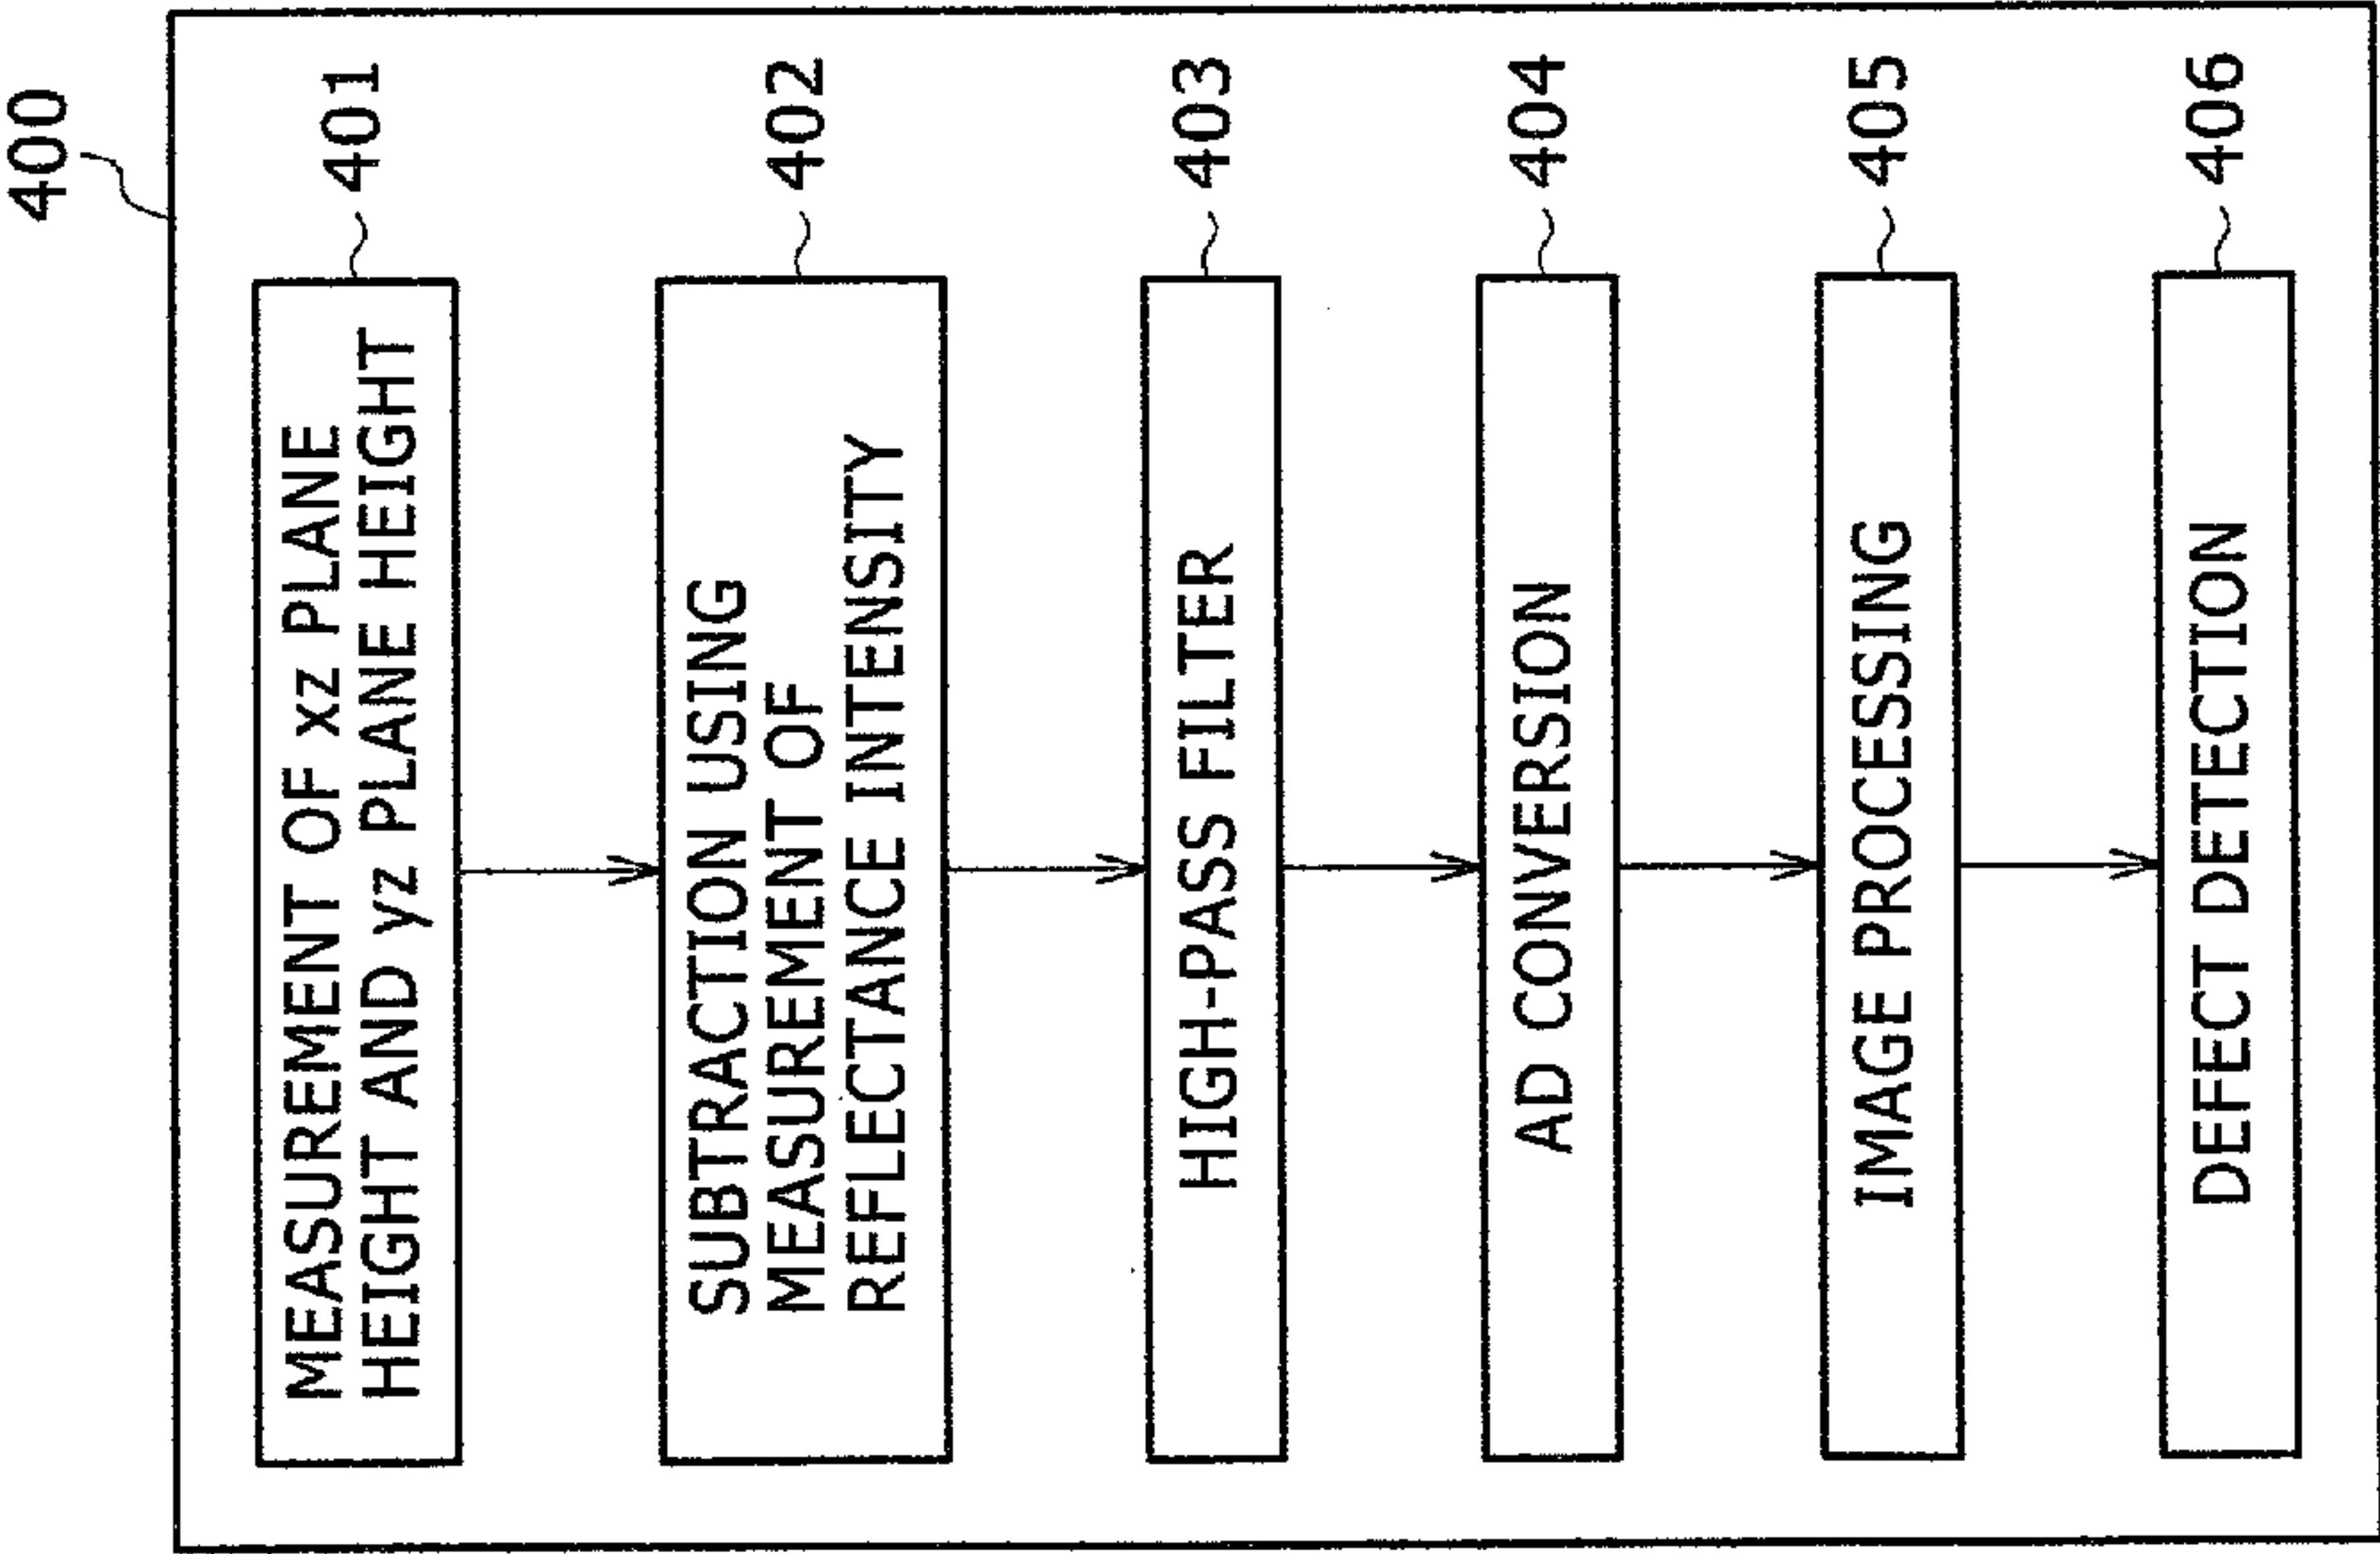 400
MEASUREMENT OF xz PLANE
HEIGHT AND yz PLANE HEIGHT
401
SUBTRACTION USING
MEASUREMENT OF
REFLECTANCE INTENSITY
402
HIGH-PASS FILTER
403
AD CONVERSION
404
IMAGE PROCESSING
405
DEFECT DETECTION
406